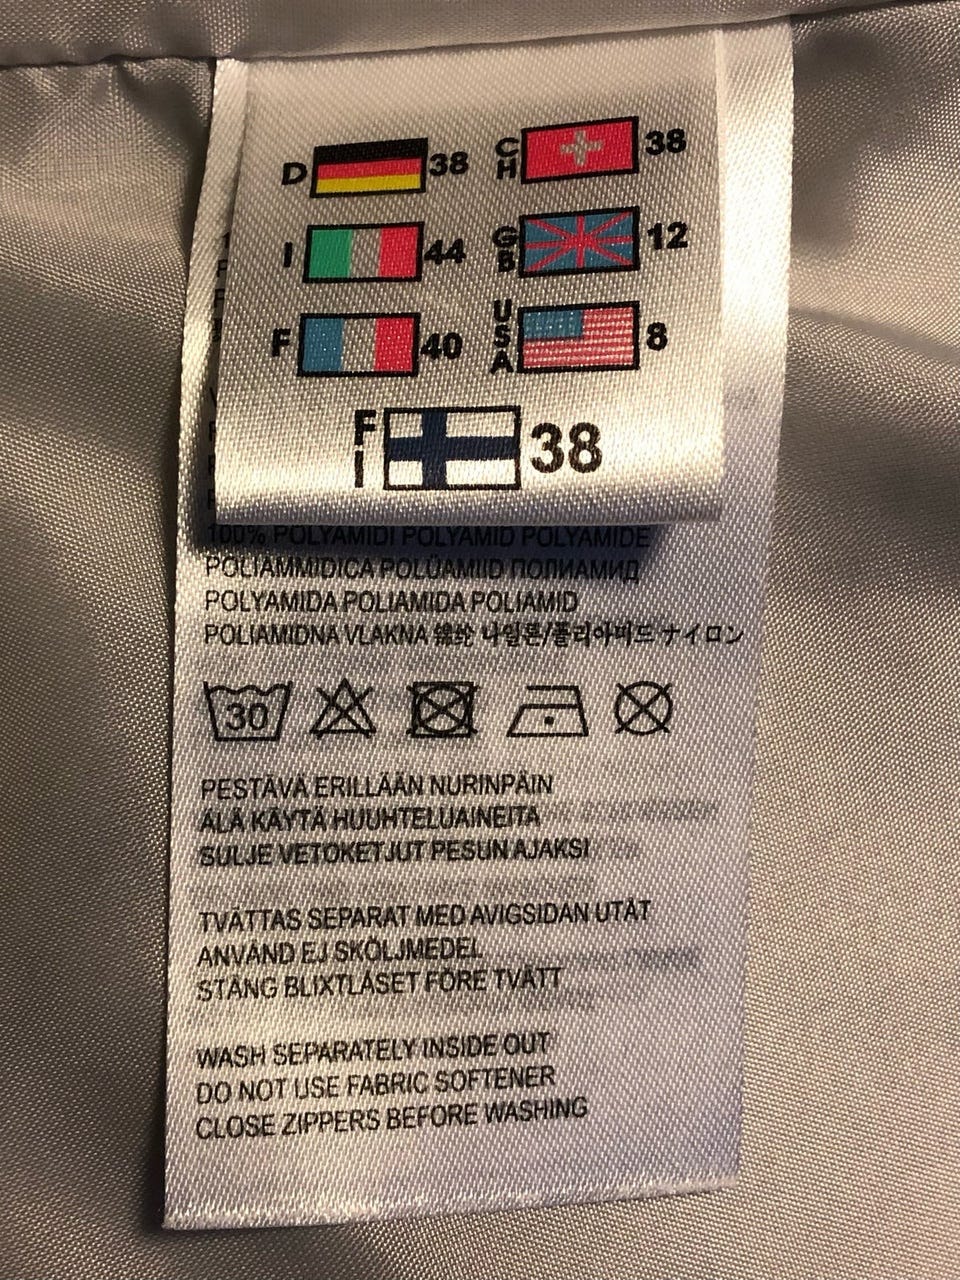 D 38 CH 38
I 44 GB 12
F 40 USA 8
FI 38
100% POLYAMIDI POLYAMID POLYAMIDE
POLIAMMIDICA POLÜAMIID ПОЛИАМИД
POLYAMIDA POLIAMIDA POLIAMID
POLIAMIDNA VLAKNA 锦纶 나일론/폴리아미드 ナイロン
30
PESTÄVÄ ERILLÄÄN NURINPÄIN
ÄLÄ KÄYTÄ HUUHTELUAINEITA
SULJE VETOKETJUT PESUN AJAKSI
TVÄTTAS SEPARAT MED AVIGSIDAN UTÅT
ANVÄND EJ SKÖLJMEDEL
STÄNG BLIXTLÅSET FÖRE TVÄTT
WASH SEPARATELY INSIDE OUT
DO NOT USE FABRIC SOFTENER
CLOSE ZIPPERS BEFORE WASHING